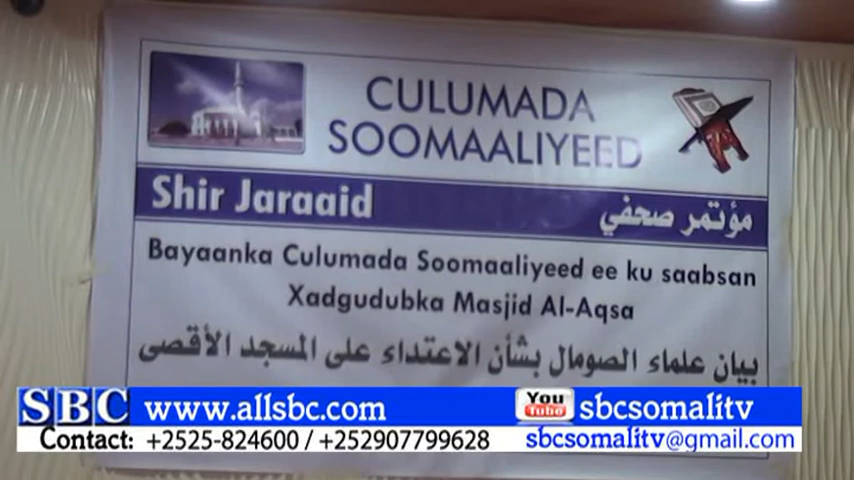 CULUMADA
SOOMAALIYEED
Shir Jaraaid
مؤتمر صحفي
Bayaanka Culumada Soomaaliyeed ee ku saabsan
Xadgudubka Masjid Al-Aqsa
بيان علماء الصومال بشأن الاعتداء على المسجد الأقصى
SBC www.allsbc.com You Tube sbcsomalitv
Contact: +2525-824600 / +252907799628 sbcsomalitv@gmail.com